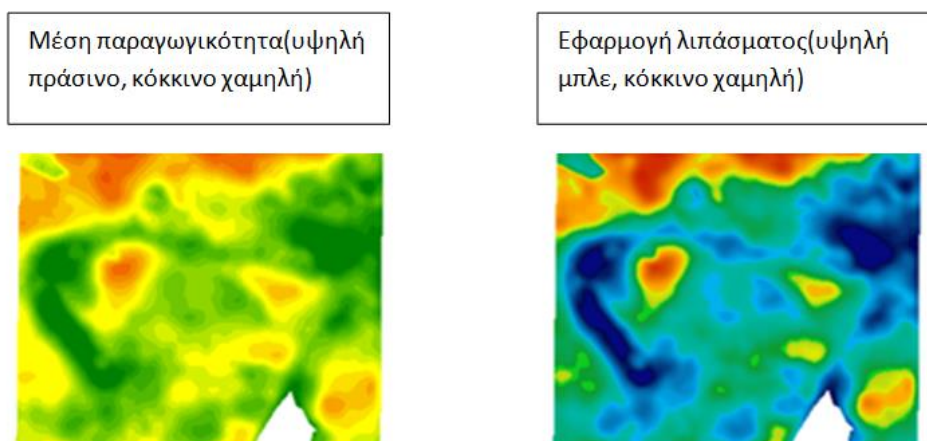 Μέση παραγωγικότητα(υψηλή
πράσινο, κόκκινο χαμηλή)
Εφαρμογή λιπάσματος(υψηλή
μπλε, κόκκινο χαμηλή)